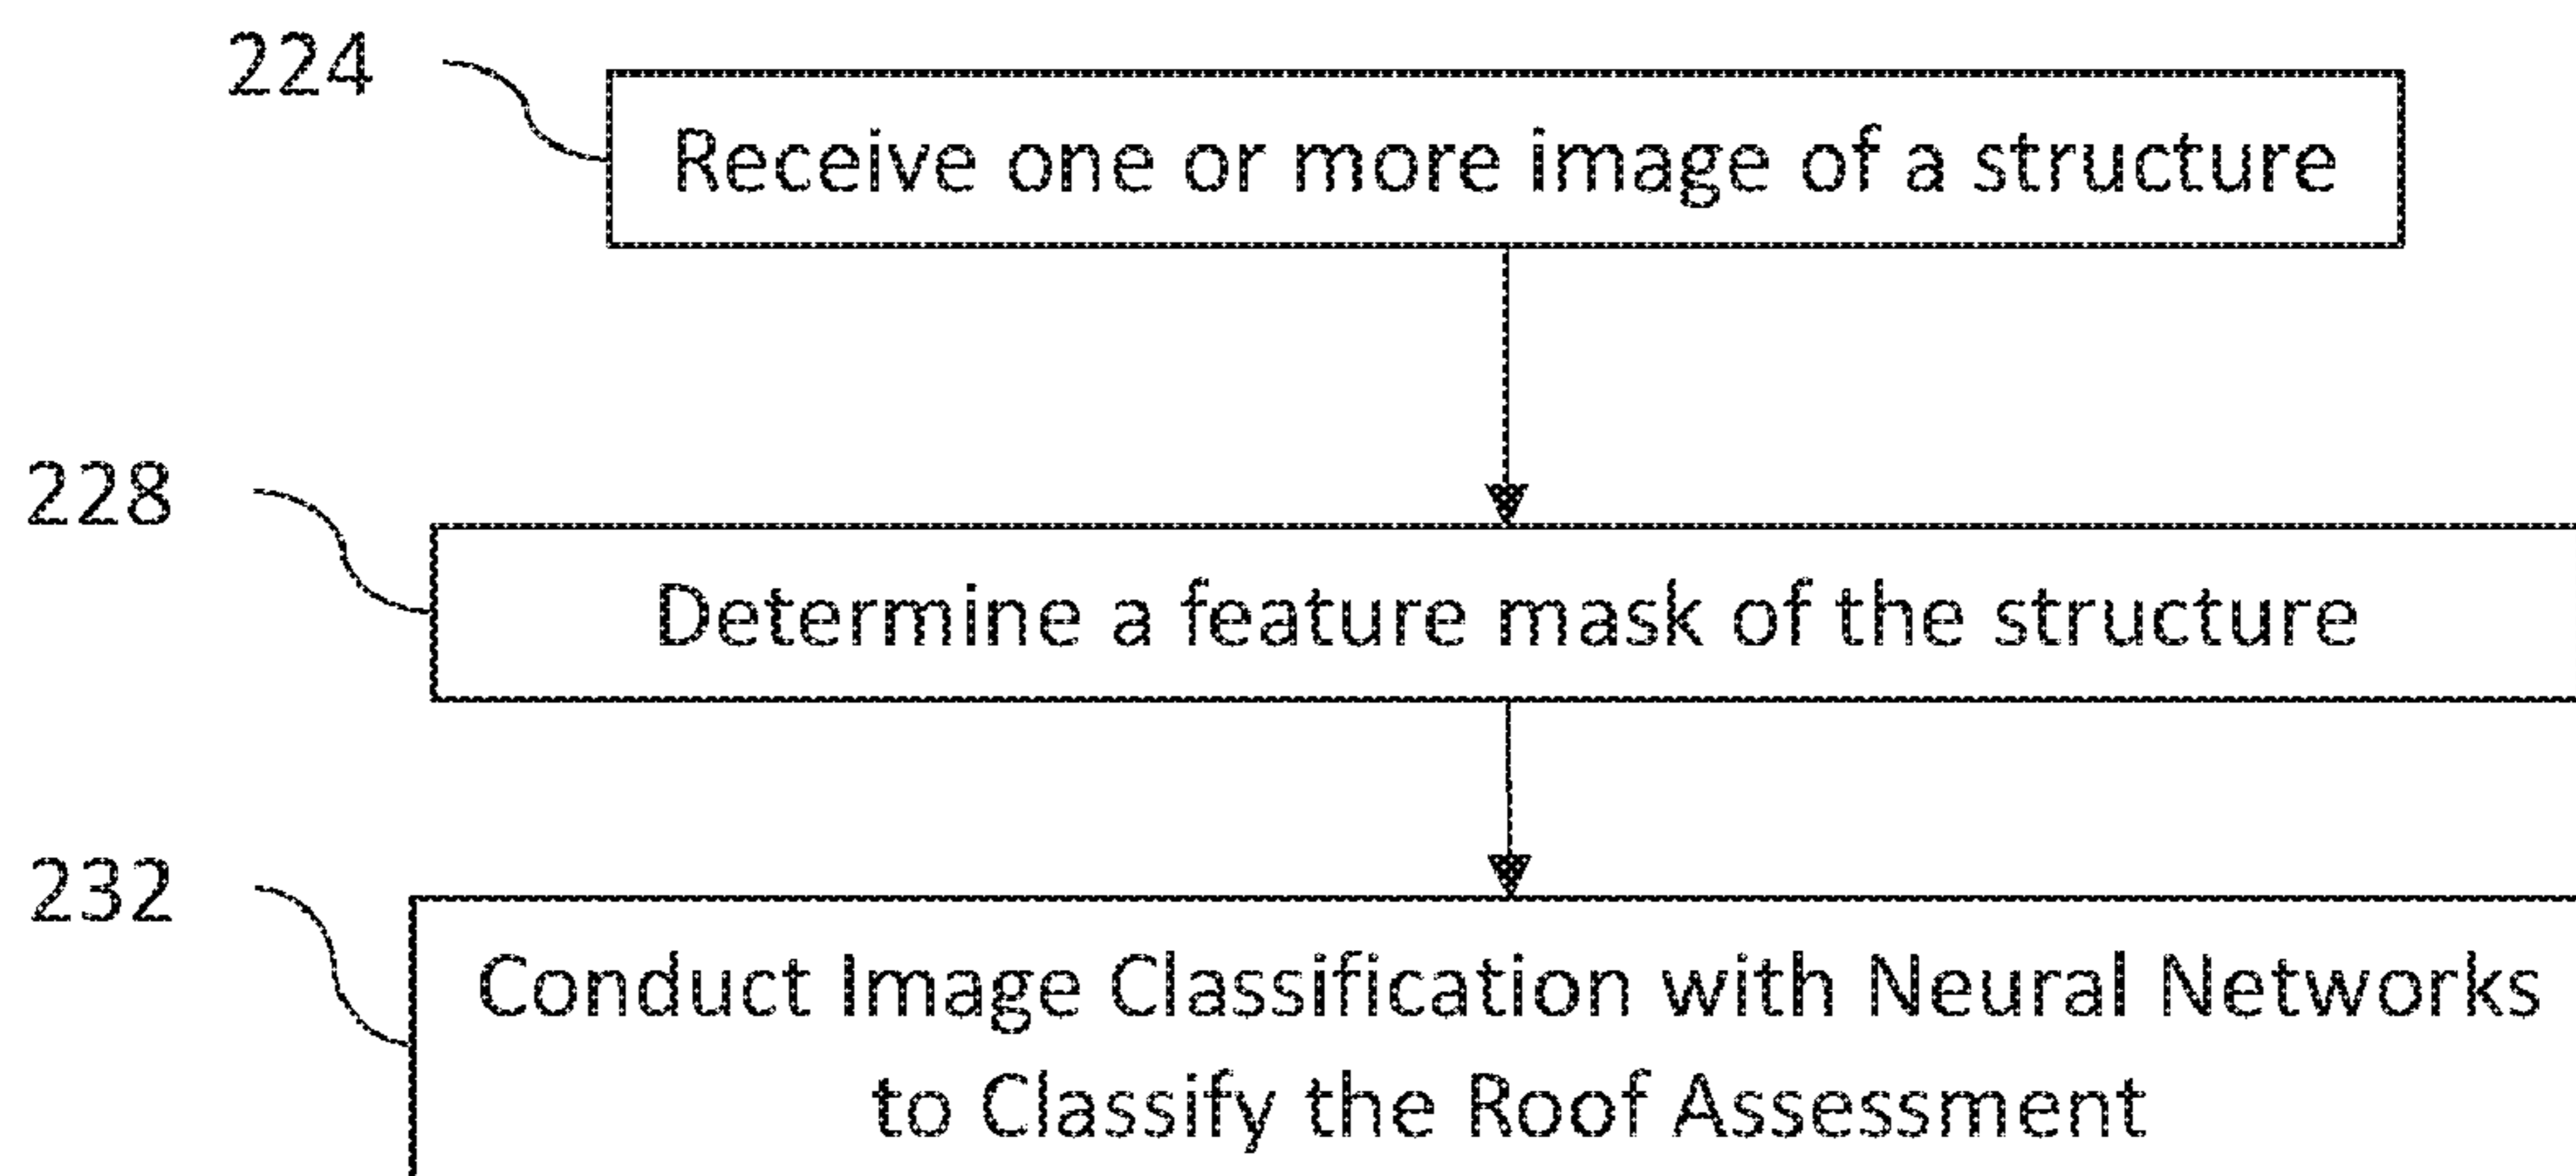 224
Receive one or more image of a structure
228
Determine a feature mask of the structure
232
Conduct Image Classification with Neural Networks
to Classify the Roof Assessment